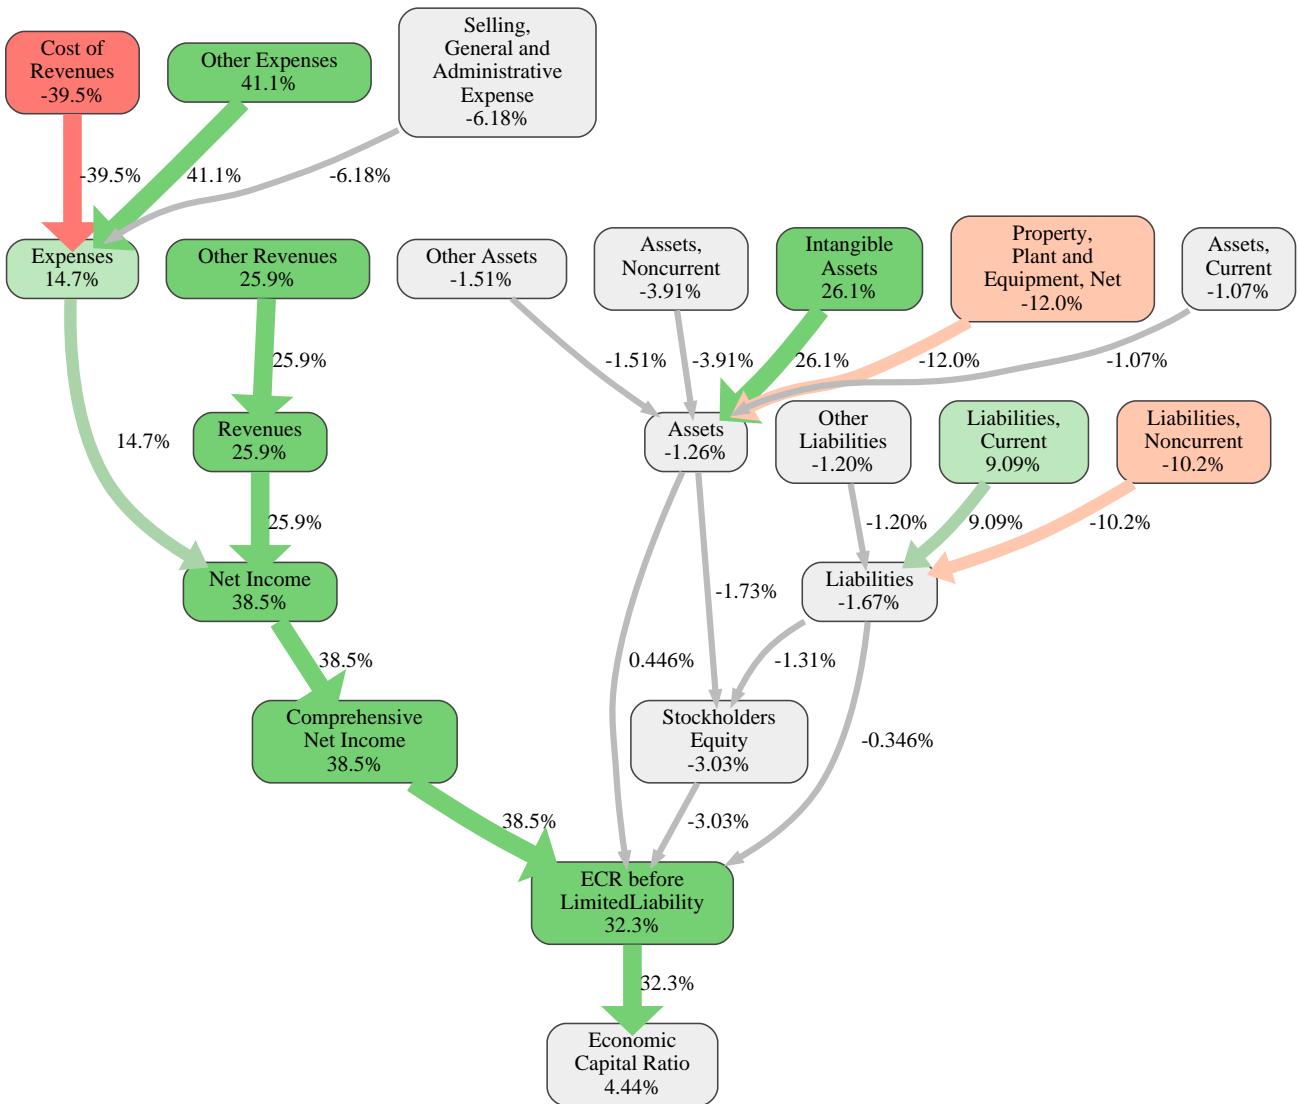 Cost of
Revenues
-39.5%
Other Expenses
41.1%
Selling,
General and
Administrative
Expense
-6.18%
-39.5%
41.1%
-6.18%
Expenses
14.7%
Other Revenues
25.9%
Other Assets
-1.51%
Assets,
Noncurrent
-3.91%
Intangible
Assets
26.1%
Property,
Plant and
Equipment, Net
-12.0%
Assets,
Current
-1.07%
25.9%
-1.51%
-3.91%
26.1%
-12.0%
-1.07%
14.7%
Revenues
25.9%
Assets
-1.26%
Other
Liabilities
-1.20%
Liabilities,
Current
9.09%
Liabilities,
Noncurrent
-10.2%
25.9%
-1.20%
9.09%
-10.2%
Net Income
38.5%
-1.73%
Liabilities
-1.67%
38.5%
0.446%
-1.31%
Comprehensive
Net Income
38.5%
Stockholders
Equity
-3.03%
-0.346%
38.5%
-3.03%
ECR before
LimitedLiability
32.3%
32.3%
Economic
Capital Ratio
4.44%